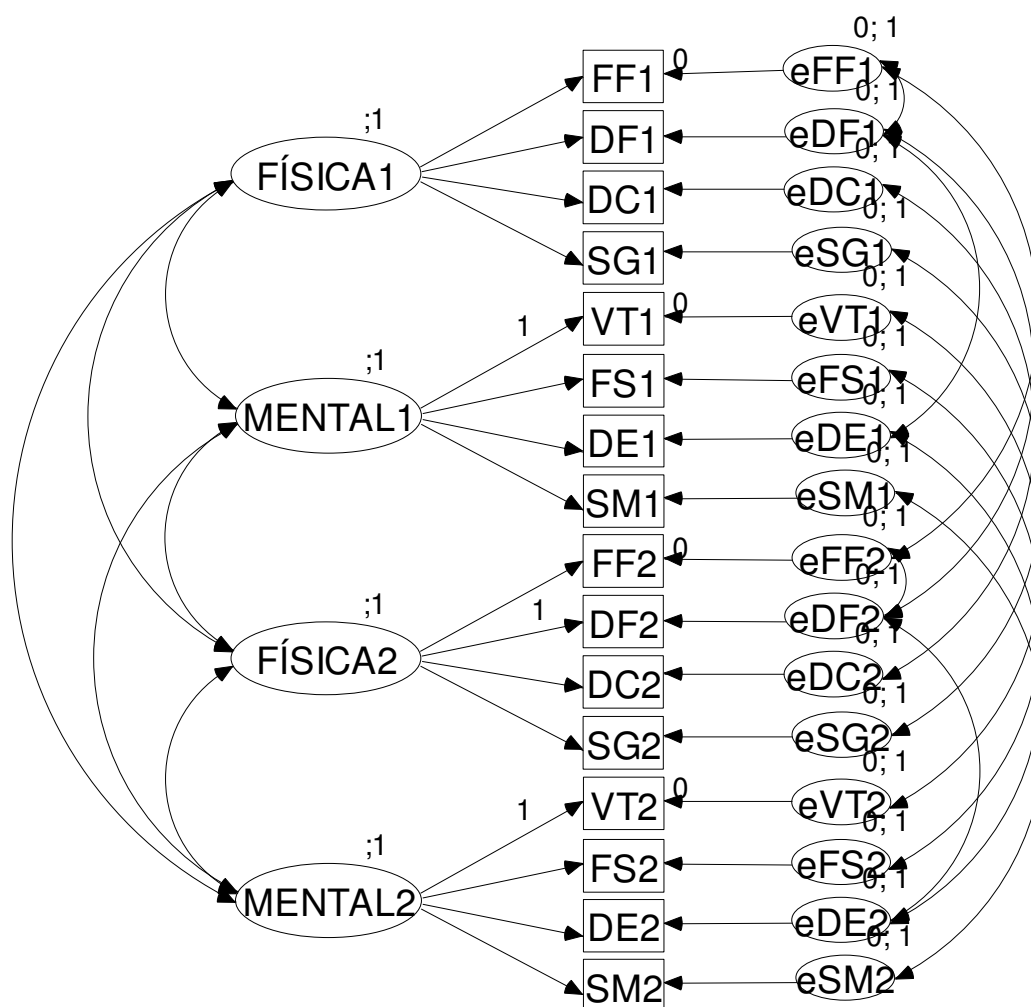 0; 1
FF1
0
eFF1
0; 1
;1
DF1
eDF1
0; 1
FÍSICA1
DC1
eDC1
0; 1
SG1
eSG1
0; 1
1
VT1
0
eVT1
0; 1
;1
FS1
eFS1
0; 1
MENTAL1
DE1
eDE1
0; 1
SM1
eSM1
0; 1
FF2
0
eFF2
0; 1
;1
1
DF2
eDF2
0; 1
FÍSICA2
DC2
eDC2
0; 1
SG2
eSG2
0; 1
1
VT2
0
eVT2
0; 1
;1
FS2
eFS2
0; 1
MENTAL2
DE2
eDE2
0; 1
SM2
eSM2